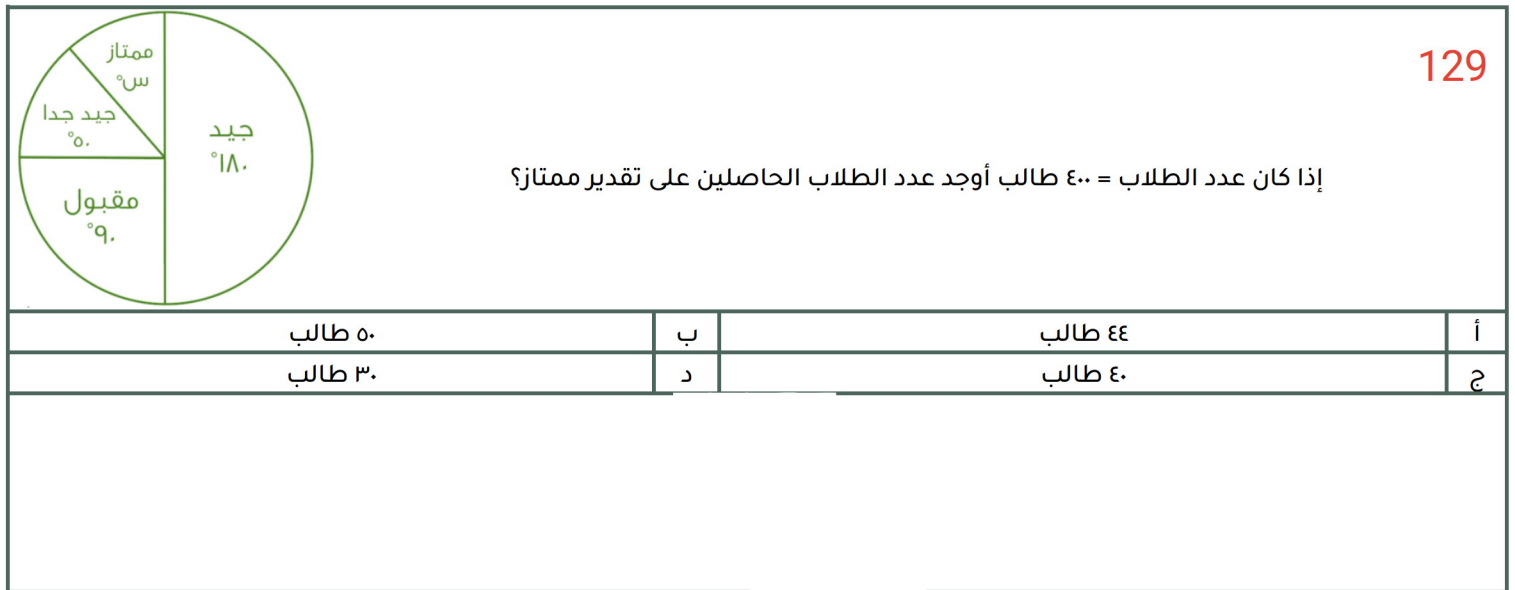 129
إذا كان عدد الطلاب = ٤٠٠ طالب أوجد عدد الطلاب الحاصلين على تقدير ممتاز؟
ممتاز
س°
جيد جدا
٥٠°
جيد
١٨٠°
مقبول
٩٠°
أ ٤٤ طالب ب ٥٠ طالب
ج ٤٠ طالب د ٣٠ طالب